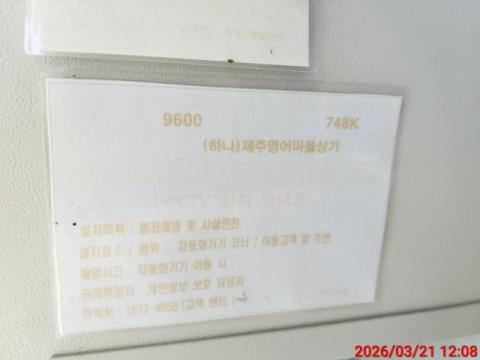 9600 748K
(하나)제주영어마을상가
CCTV 설치 안내문
설치목적 : 범죄예방 및 시설안전
설치장소 / 범위 : 자동화기기 코너 / 이용고객 및 주변
촬영시간 : 자동화기기 이용 시
관리책임자 : 개인정보 보호 담당자
연락처 : 1577-4655 [고객 센터]
2026/03/21 12:08